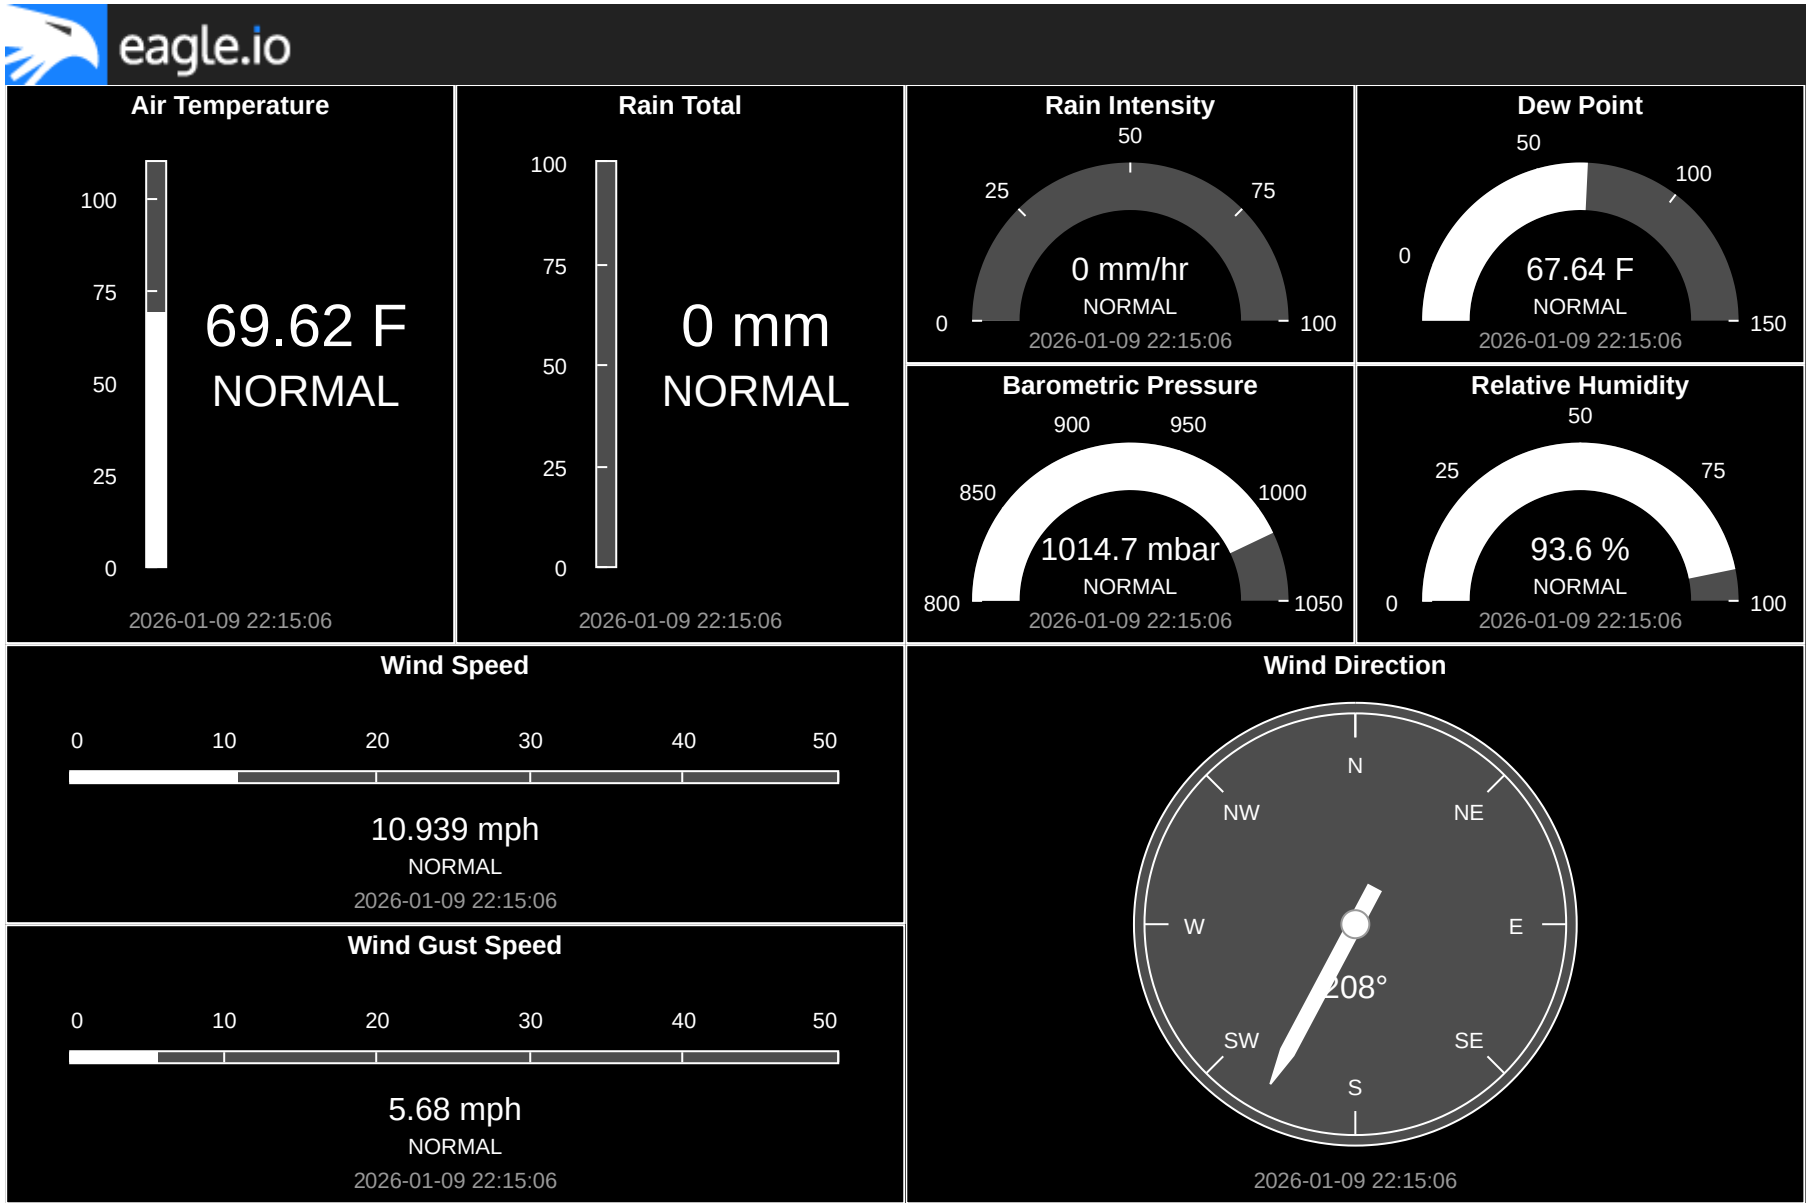 eagle.io
Air Temperature
100
75
50
25
0
69.62 F
NORMAL
2026-01-09 22:15:06
Rain Total
100
75
50
25
0
0 mm
NORMAL
2026-01-09 22:15:06
Rain Intensity
0
25
50
75
100
0 mm/hr
NORMAL
2026-01-09 22:15:06
Dew Point
0
50
100
150
67.64 F
NORMAL
2026-01-09 22:15:06
Barometric Pressure
800
850
900
950
1000
1050
1014.7 mbar
NORMAL
2026-01-09 22:15:06
Relative Humidity
0
25
50
75
100
93.6 %
NORMAL
2026-01-09 22:15:06
Wind Speed
0 10 20 30 40 50
10.939 mph
NORMAL
2026-01-09 22:15:06
Wind Gust Speed
0 10 20 30 40 50
5.68 mph
NORMAL
2026-01-09 22:15:06
Wind Direction
N
NW
NE
W
E
208°
SW
SE
S
2026-01-09 22:15:06